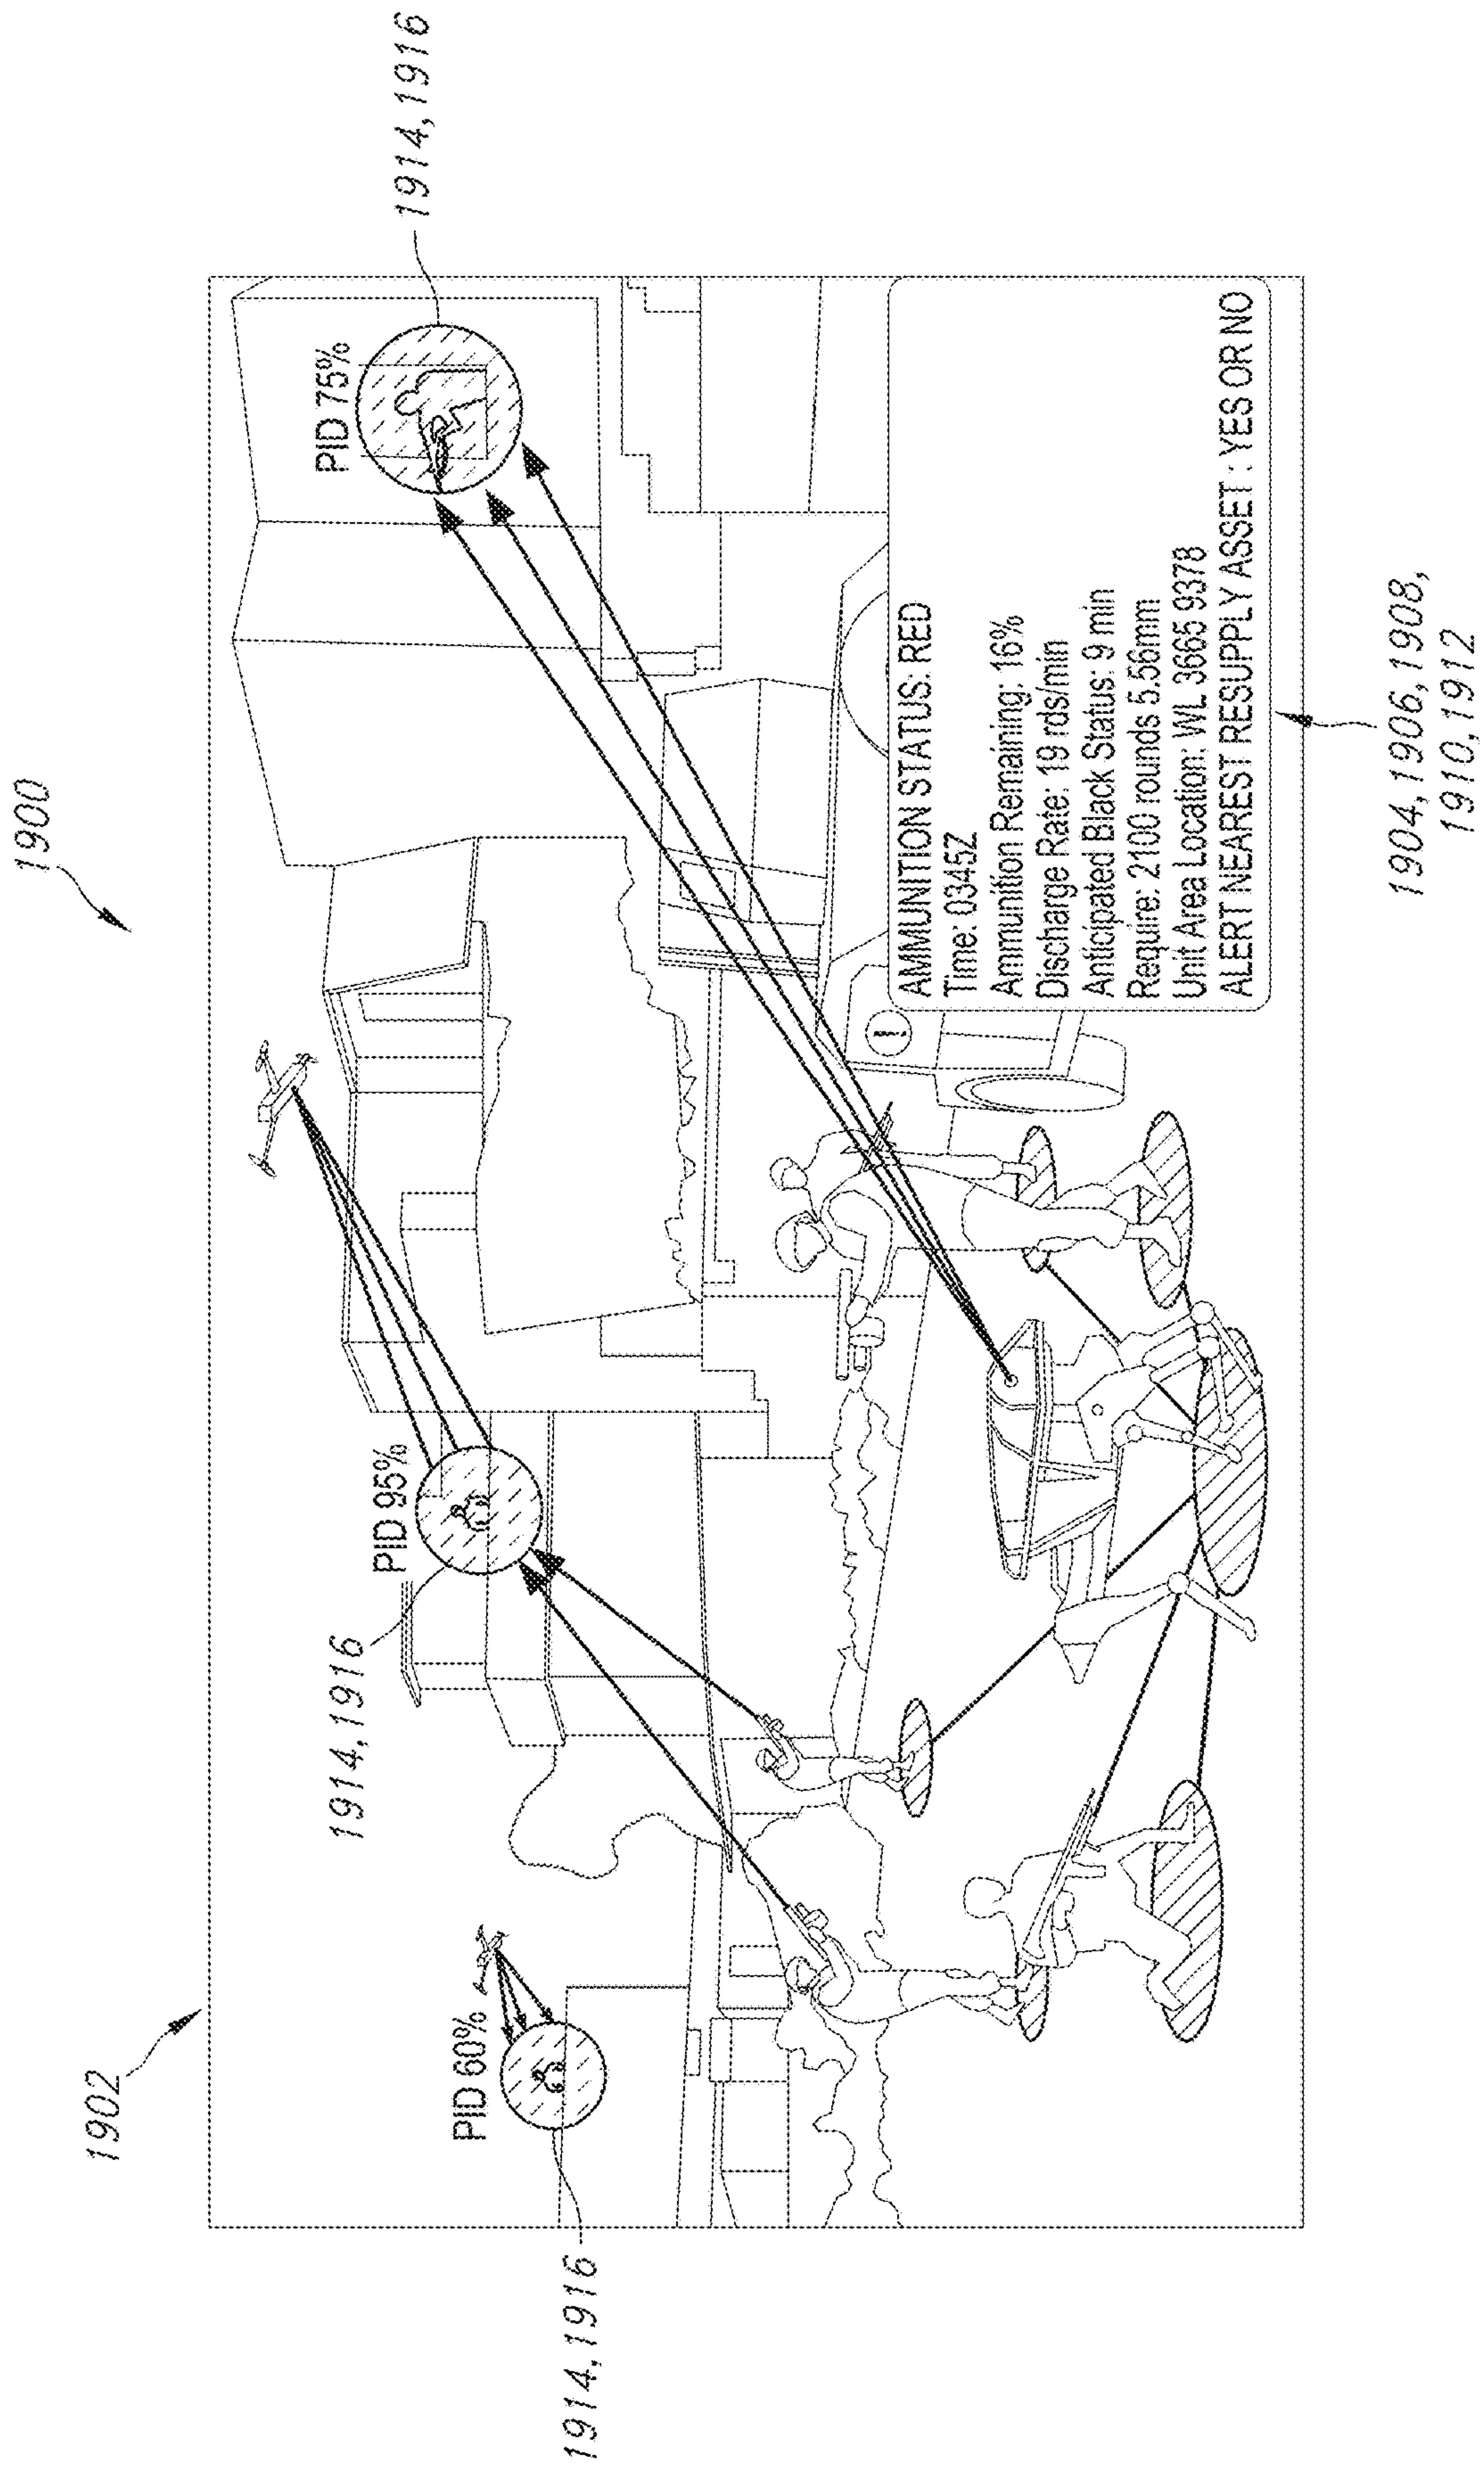 1900
1902
PID 75%
1914,1916
PID 95%
1914,1916
PID 60%
1914,1916
AMMUNITION STATUS: RED
Time: 0345Z
Ammunition Remaining: 16%
Discharge Rate: 19 rds/min
Anticipated Black Status: 9 min
Require: 2100 rounds 5.56mm
Unit Area Location: WL 3665 9378
ALERT NEAREST RESUPPLY ASSET : YES OR NO
1904,1906,1908,
1910,1912